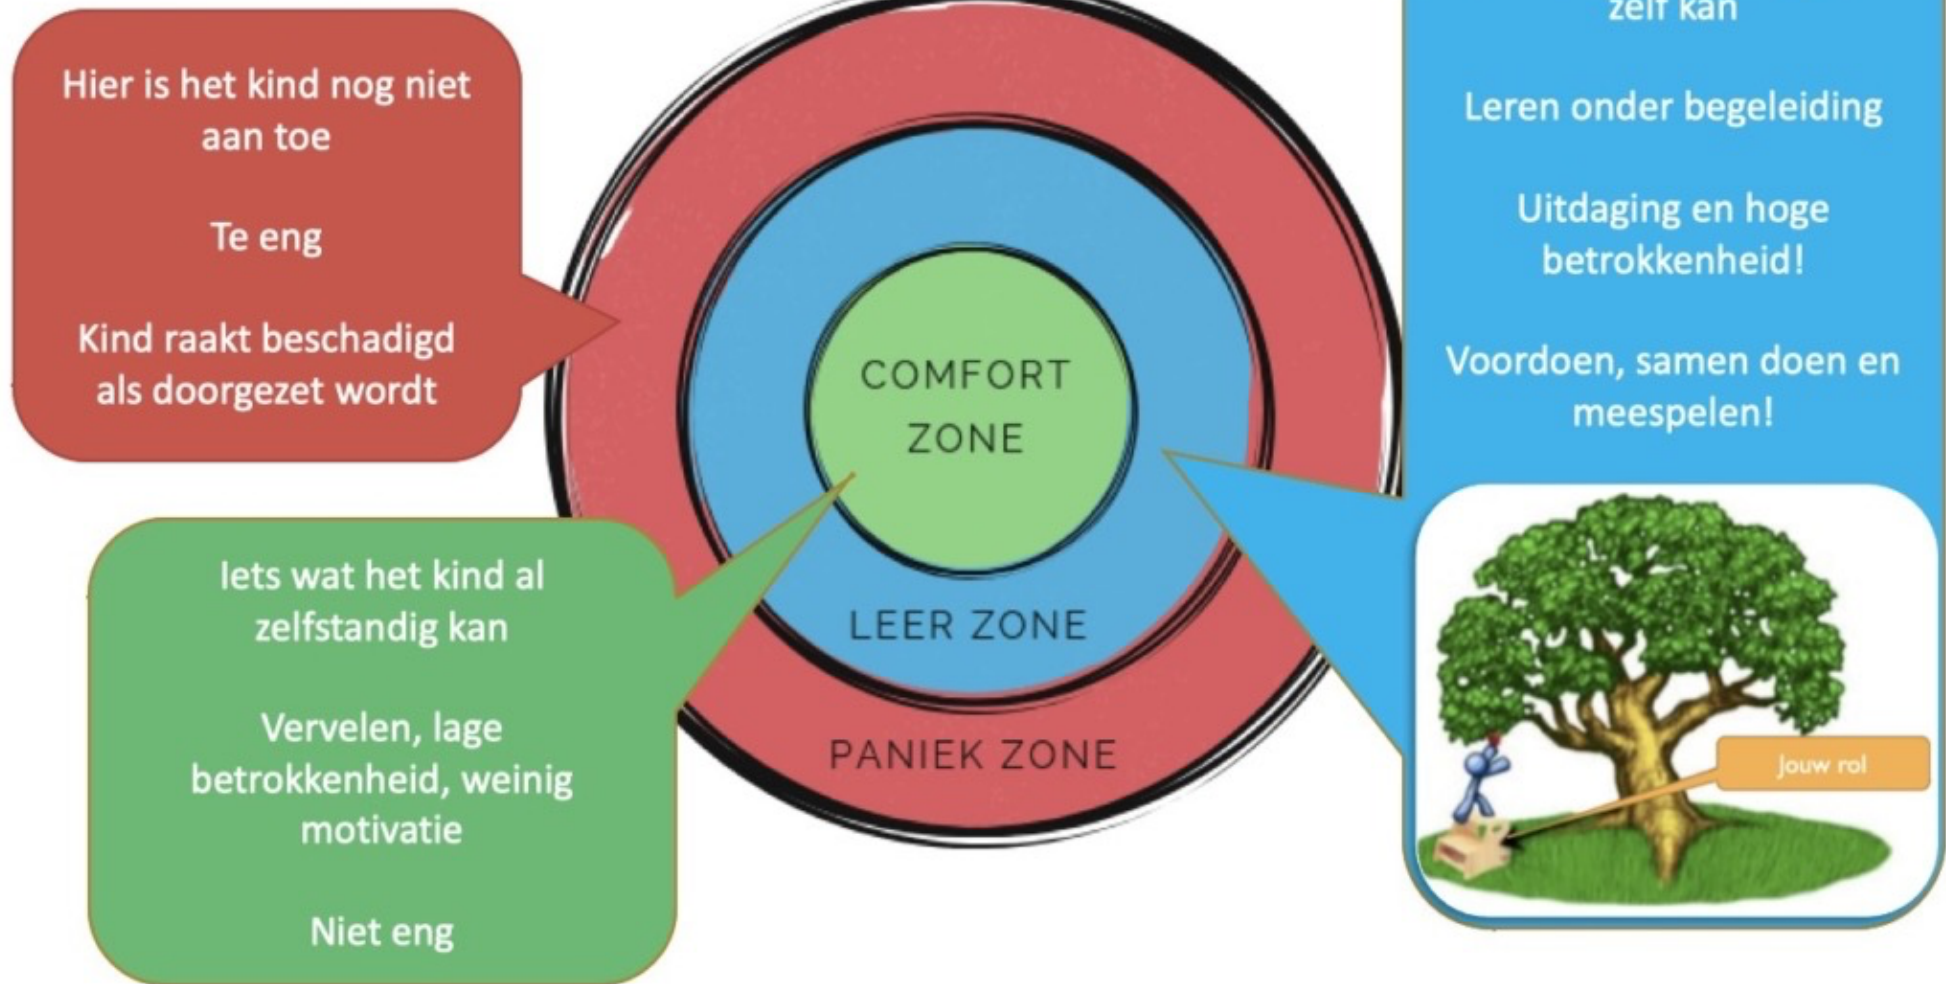 Hier is het kind nog niet
aan toe
Te eng
Kind raakt beschadigd
als doorgezet wordt
COMFORT
ZONE
LEER ZONE
PANIEK ZONE
zelf kan
Leren onder begeleiding
Uitdaging en hoge
betrokkenheid!
Voordoen, samen doen en
meespelen!
Jouw rol
Iets wat het kind al
zelfstandig kan
Vervelen, lage
betrokkenheid, weinig
motivatie
Niet eng